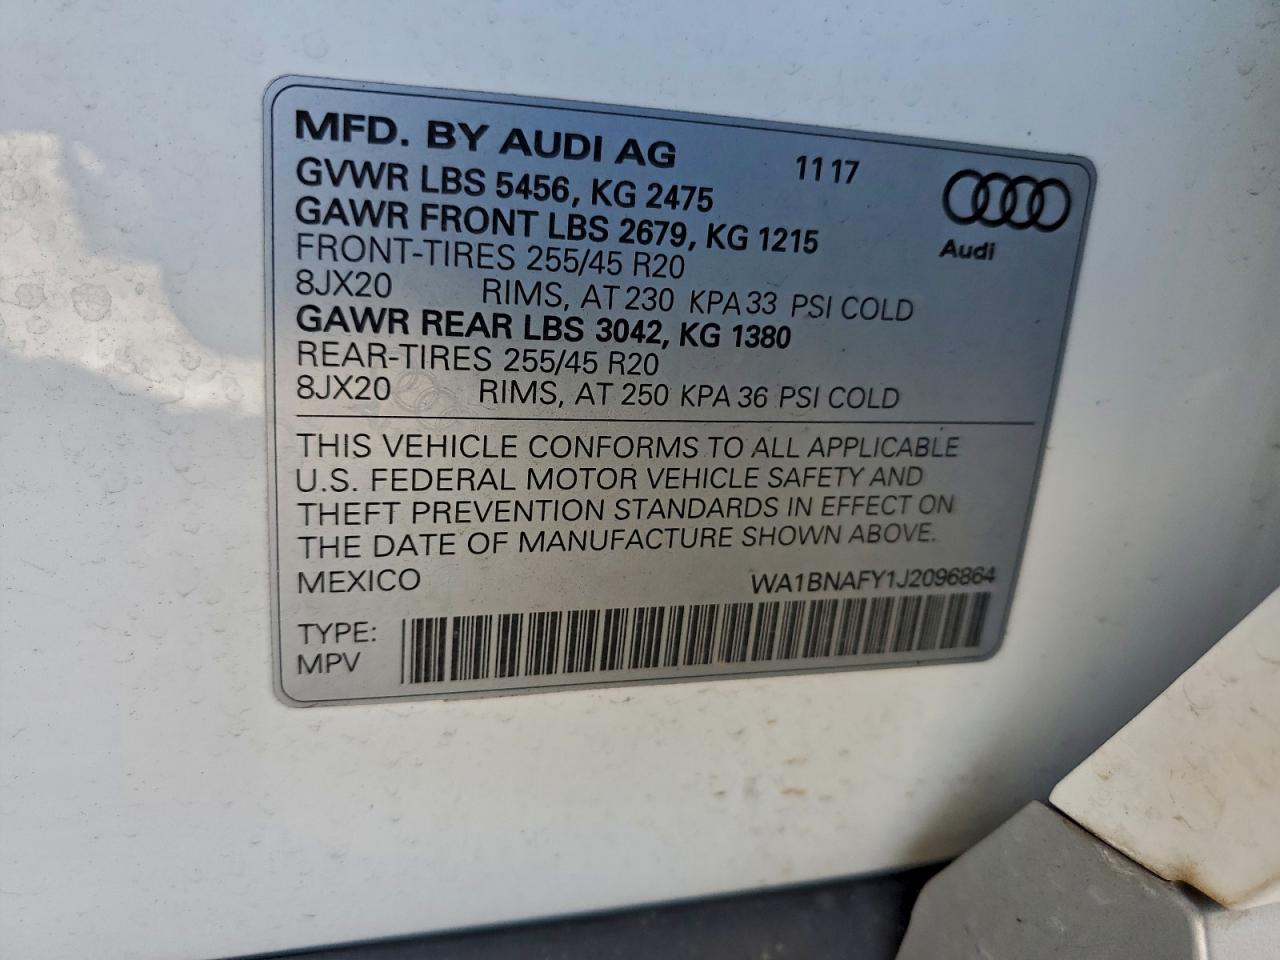 MFD. BY AUDI AG 11 17
GVWR LBS 5456, KG 2475
GAWR FRONT LBS 2679, KG 1215
Audi
FRONT-TIRES 255/45 R20
8JX20 RIMS, AT 230 KPA 33 PSI COLD
GAWR REAR LBS 3042, KG 1380
REAR-TIRES 255/45 R20
8JX20 RIMS, AT 250 KPA 36 PSI COLD
THIS VEHICLE CONFORMS TO ALL APPLICABLE
U.S. FEDERAL MOTOR VEHICLE SAFETY AND
THEFT PREVENTION STANDARDS IN EFFECT ON
THE DATE OF MANUFACTURE SHOWN ABOVE.
MEXICO WA1BNAFY1J2096864
TYPE:
MPV